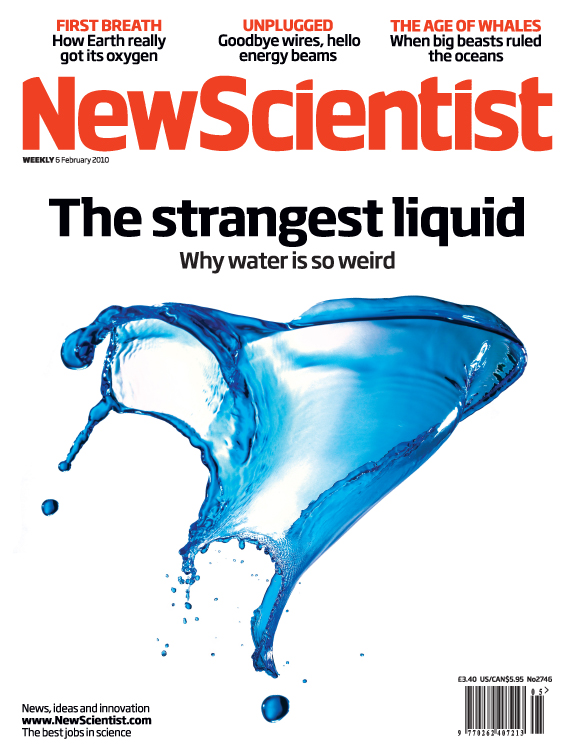 FIRST BREATH
How Earth really
got its oxygen
UNPLUGGED
Goodbye wires, hello
energy beams
THE AGE OF WHALES
When big beasts ruled
the oceans
NewScientist
WEEKLY 6 February 2010
The strangest liquid
Why water is so weird
£3.40 US/CAN$5.95 No2746
05>
9 770262 407213
News, ideas and innovation
www.NewScientist.com
The best jobs in science